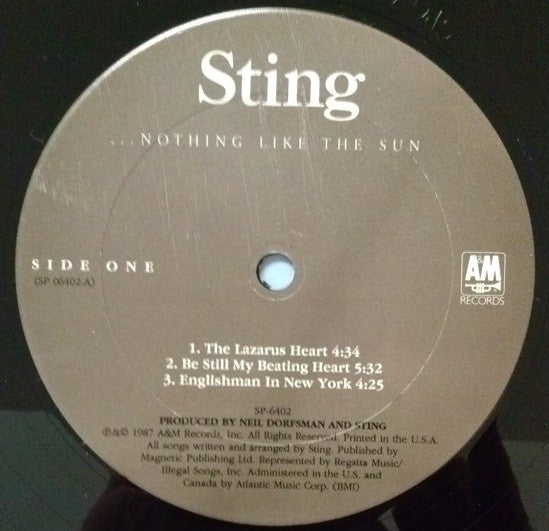 Sting
...NOTHING LIKE THE SUN
SIDE ONE
(SP 06402-A)
A&M
RECORDS
1. The Lazarus Heart 4:34
2. Be Still My Beating Heart 5:32
3. Englishman In New York 4:25
SP-6402
PRODUCED BY NEIL DORFSMAN AND STING
℗&© 1987 A&M Records, Inc. All Rights Reserved. Printed in the U.S.A.
All songs written and arranged by Sting. Published by
Magnetic Publishing Ltd. Represented by Regatta Music/
Illegal Songs, Inc. Administered in the U.S. and
Canada by Atlantic Music Corp. (BMI)